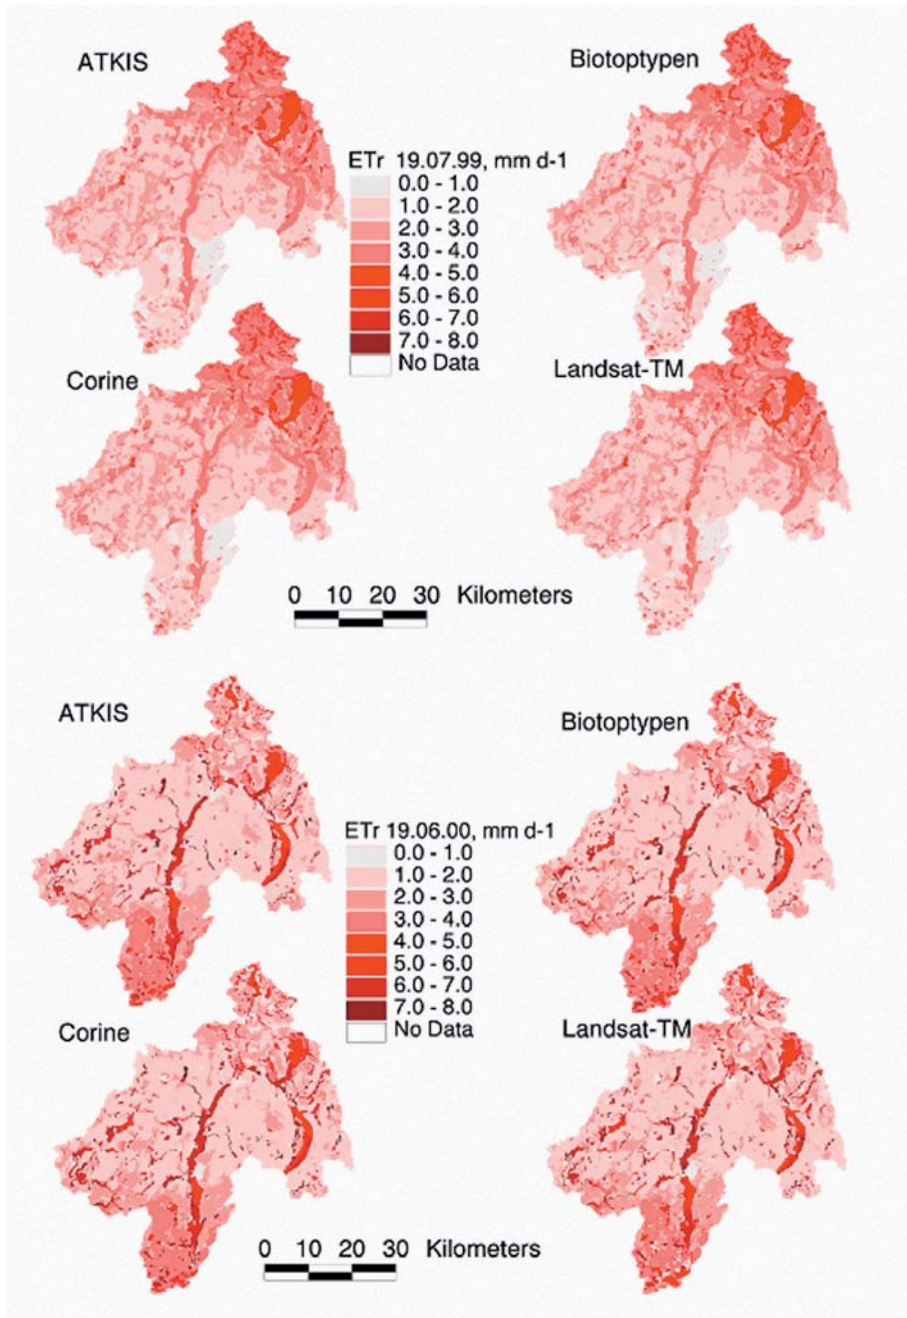 ATKIS
Biotoptypen
ETr 19.07.99, mm d-1
0.0 - 1.0
1.0 - 2.0
2.0 - 3.0
3.0 - 4.0
4.0 - 5.0
5.0 - 6.0
6.0 - 7.0
7.0 - 8.0
No Data
Corine
Landsat-TM
0 10 20 30 Kilometers
ATKIS
Biotoptypen
ETr 19.06.00, mm d-1
0.0 - 1.0
1.0 - 2.0
2.0 - 3.0
3.0 - 4.0
4.0 - 5.0
5.0 - 6.0
6.0 - 7.0
7.0 - 8.0
No Data
Corine
Landsat-TM
0 10 20 30 Kilometers